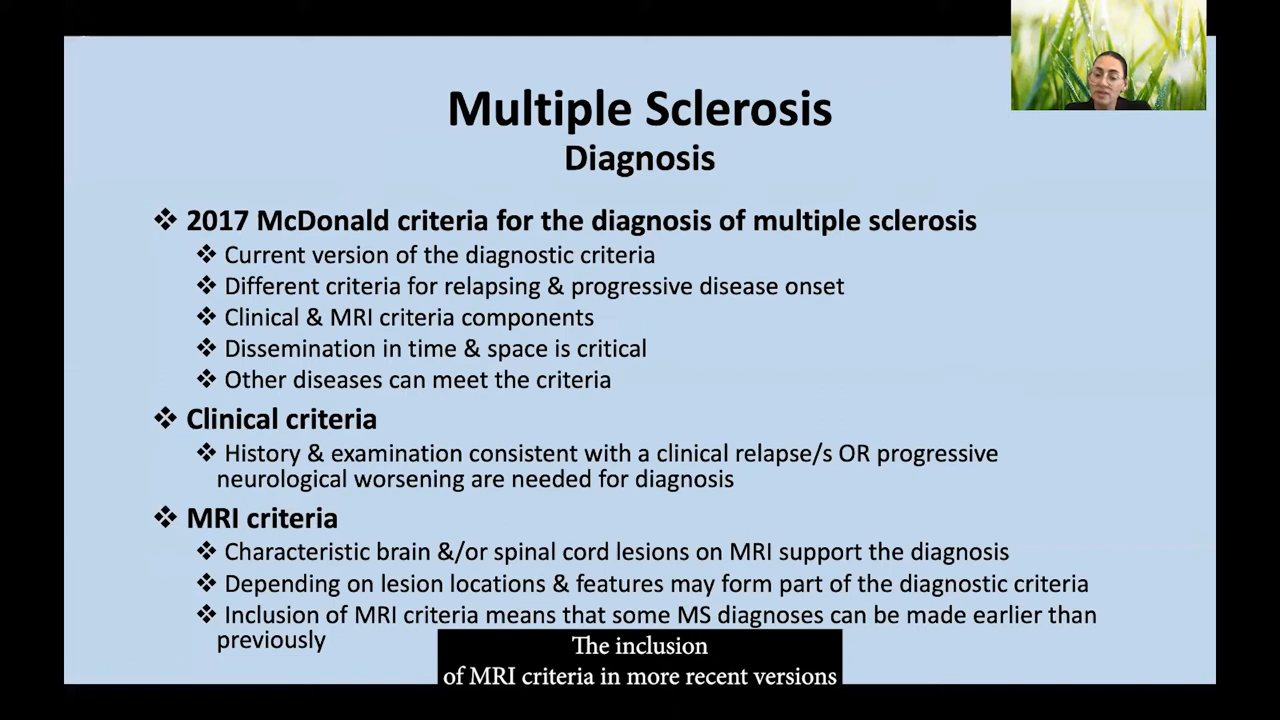 Multiple Sclerosis
Diagnosis
❖ 2017 McDonald criteria for the diagnosis of multiple sclerosis
❖ Current version of the diagnostic criteria
❖ Different criteria for relapsing & progressive disease onset
❖ Clinical & MRI criteria components
❖ Dissemination in time & space is critical
❖ Other diseases can meet the criteria
❖ Clinical criteria
❖ History & examination consistent with a clinical relapse/s OR progressive
neurological worsening are needed for diagnosis
❖ MRI criteria
❖ Characteristic brain &/or spinal cord lesions on MRI support the diagnosis
❖ Depending on lesion locations & features may form part of the diagnostic criteria
❖ Inclusion of MRI criteria means that some MS diagnoses can be made earlier than
previously
The inclusion
of MRI criteria in more recent versions